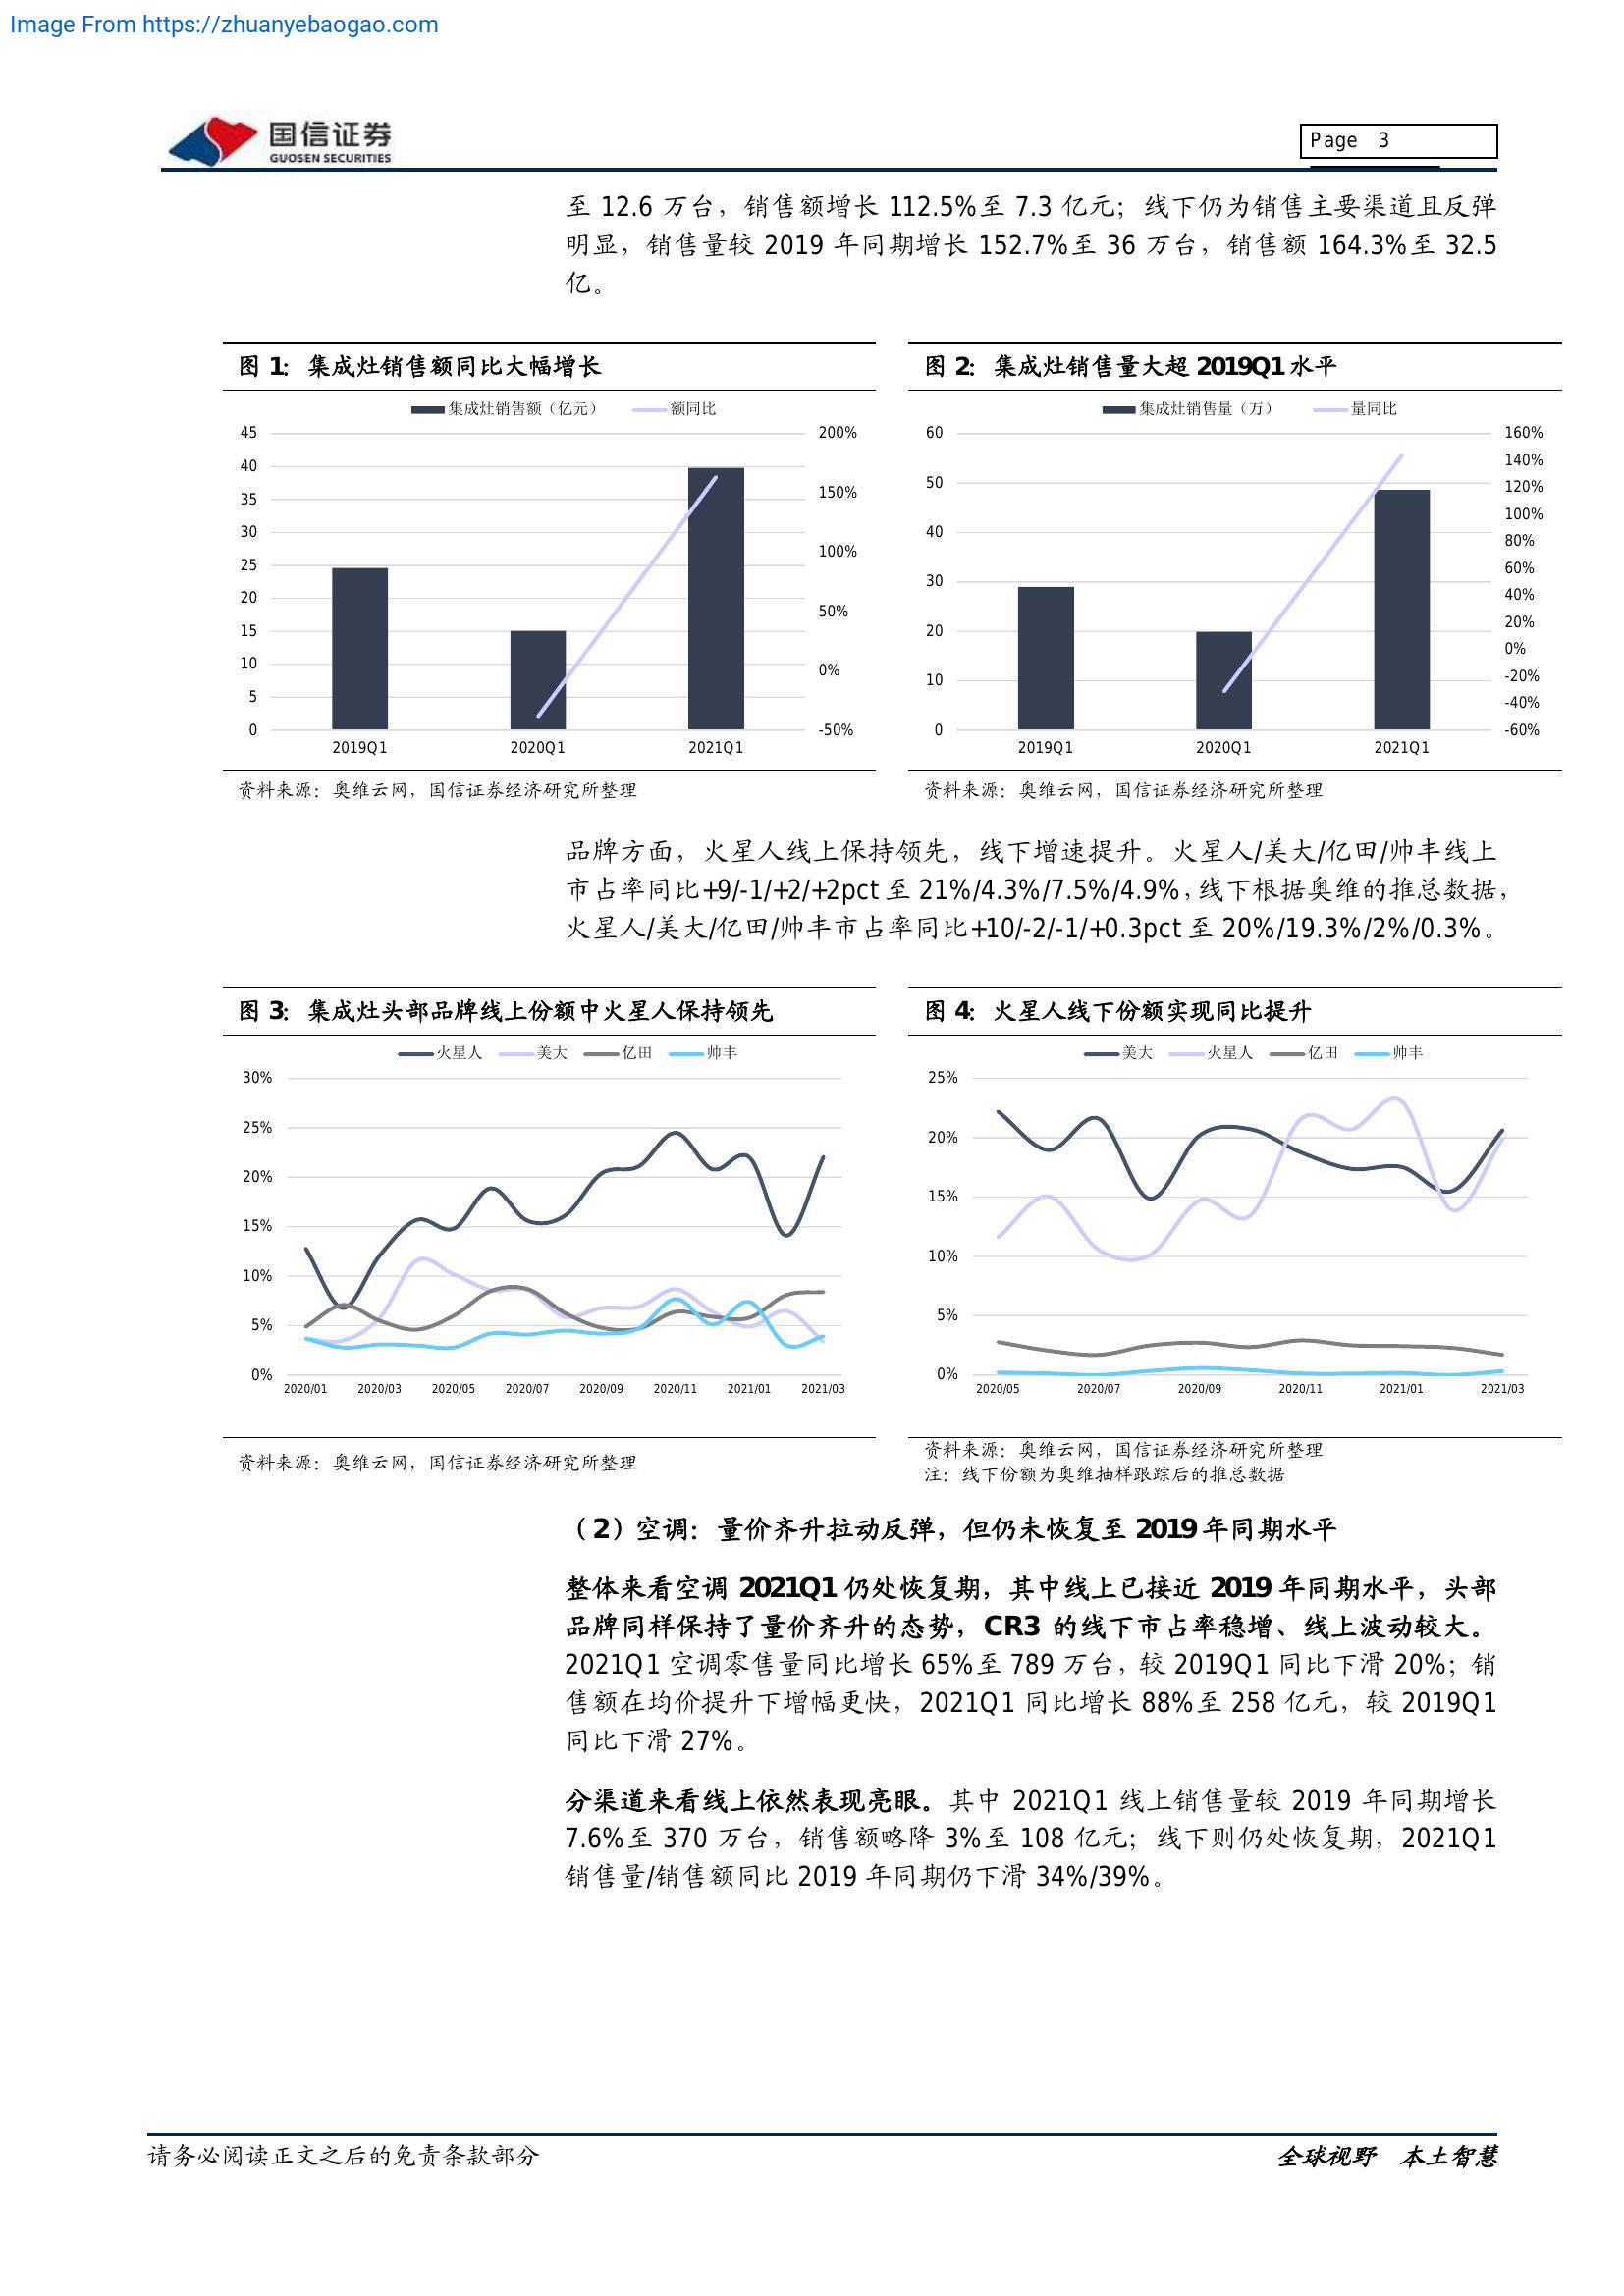 Image From https://zhuanyebaogao.com
国信证券
GUOSEN SECURITIES
Page 3
至 12.6 万台，销售额增长 112.5%至 7.3 亿元；线下仍为销售主要渠道且反弹
明显，销售量较 2019 年同期增长 152.7%至 36 万台，销售额 164.3%至 32.5
亿。
图 1：集成灶销售额同比大幅增长
集成灶销售额（亿元） 额同比
45
40
35
30
25
20
15
10
5
0
200%
150%
100%
50%
0%
-50%
2019Q1 2020Q1 2021Q1
资料来源：奥维云网，国信证券经济研究所整理
图 2：集成灶销售量大超 2019Q1 水平
集成灶销售量（万） 量同比
60
50
40
30
20
10
0
160%
140%
120%
100%
80%
60%
40%
20%
0%
-20%
-40%
-60%
2019Q1 2020Q1 2021Q1
资料来源：奥维云网，国信证券经济研究所整理
品牌方面，火星人线上保持领先，线下增速提升。火星人/美大/亿田/帅丰线上
市占率同比+9/-1/+2/+2pct 至 21%/4.3%/7.5%/4.9%，线下根据奥维的推总数据，
火星人/美大/亿田/帅丰市占率同比+10/-2/-1/+0.3pct 至 20%/19.3%/2%/0.3%。
图 3：集成灶头部品牌线上份额中火星人保持领先
火星人 美大 亿田 帅丰
30%
25%
20%
15%
10%
5%
0%
2020/01 2020/03 2020/05 2020/07 2020/09 2020/11 2021/01 2021/03
资料来源：奥维云网，国信证券经济研究所整理
图 4：火星人线下份额实现同比提升
美大 火星人 亿田 帅丰
25%
20%
15%
10%
5%
0%
2020/05 2020/07 2020/09 2020/11 2021/01 2021/03
资料来源：奥维云网，国信证券经济研究所整理
注：线下份额为奥维抽样跟踪后的推总数据
（2）空调：量价齐升拉动反弹，但仍未恢复至 2019 年同期水平
整体来看空调 2021Q1 仍处恢复期，其中线上已接近 2019 年同期水平，头部
品牌同样保持了量价齐升的态势，CR3 的线下市占率稳增、线上波动较大。
2021Q1 空调零售量同比增长 65%至 789 万台，较 2019Q1 同比下滑 20%；销
售额在均价提升下增幅更快，2021Q1 同比增长 88%至 258 亿元，较 2019Q1
同比下滑 27%。
分渠道来看线上依然表现亮眼。其中 2021Q1 线上销售量较 2019 年同期增长
7.6%至 370 万台，销售额略降 3%至 108 亿元；线下则仍处恢复期，2021Q1
销售量/销售额同比 2019 年同期仍下滑 34%/39%。
请务必阅读正文之后的免责条款部分
全球视野 本土智慧